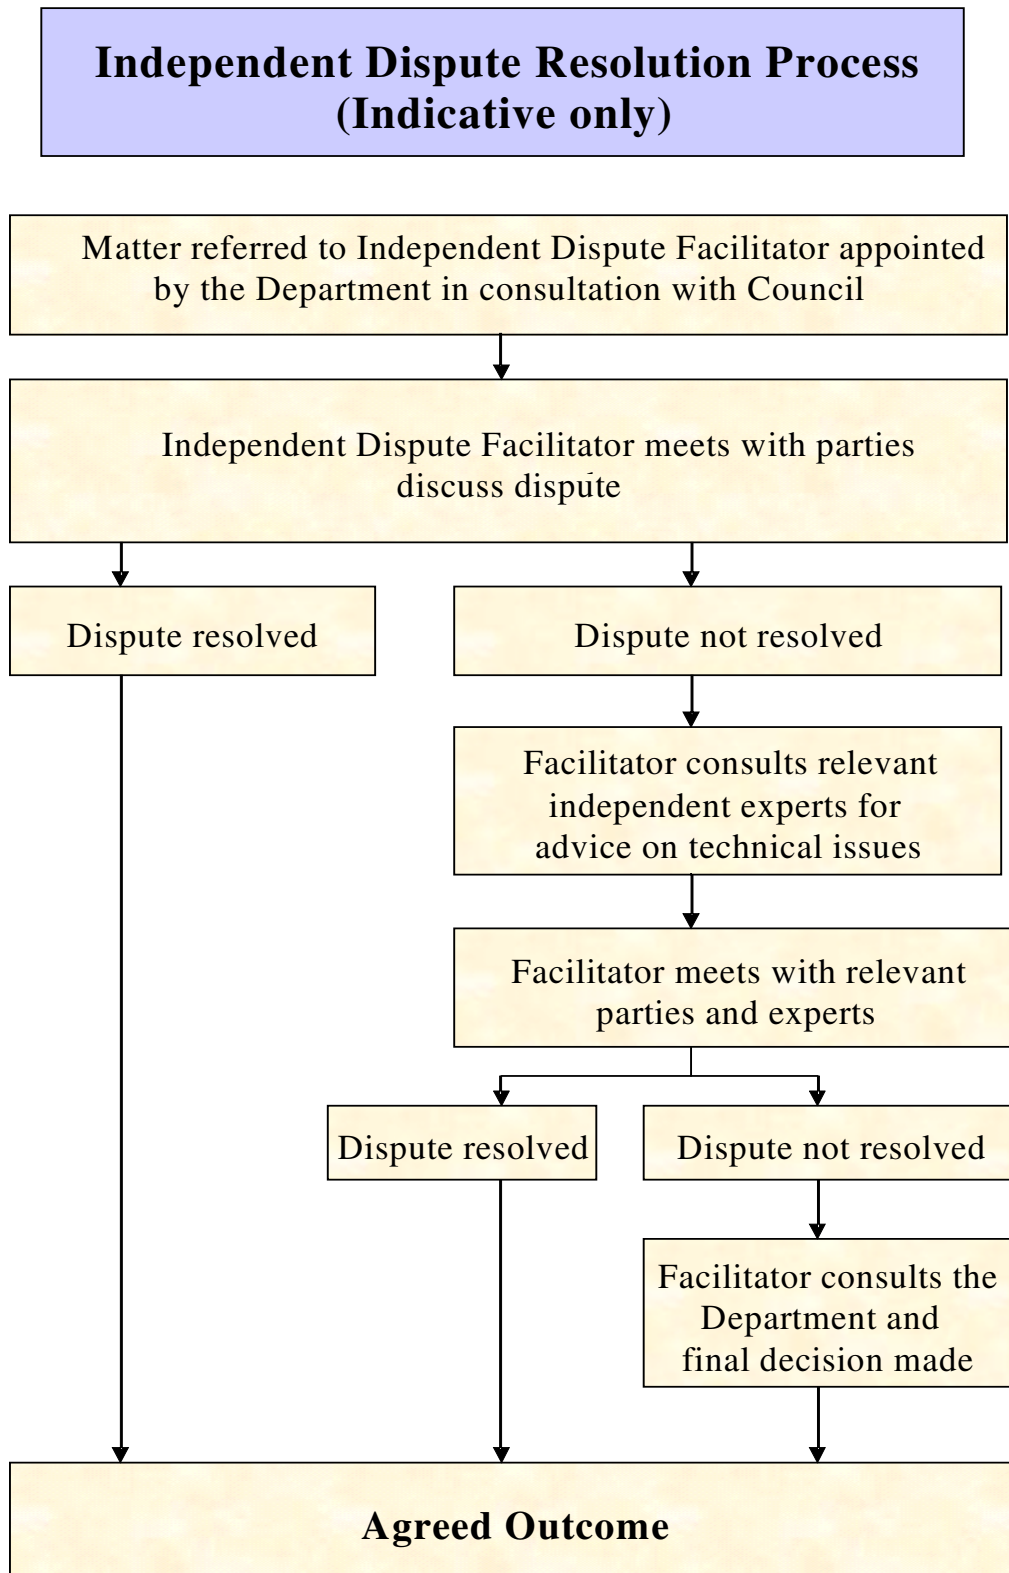 Independent Dispute Resolution Process
(Indicative only)
Matter referred to Independent Dispute Facilitator appointed
by the Department in consultation with Council
Independent Dispute Facilitator meets with parties
discuss dispute
Dispute resolved
Dispute not resolved
Facilitator consults relevant
independent experts for
advice on technical issues
Facilitator meets with relevant
parties and experts
Dispute resolved
Dispute not resolved
Facilitator consults the
Department and
final decision made
Agreed Outcome